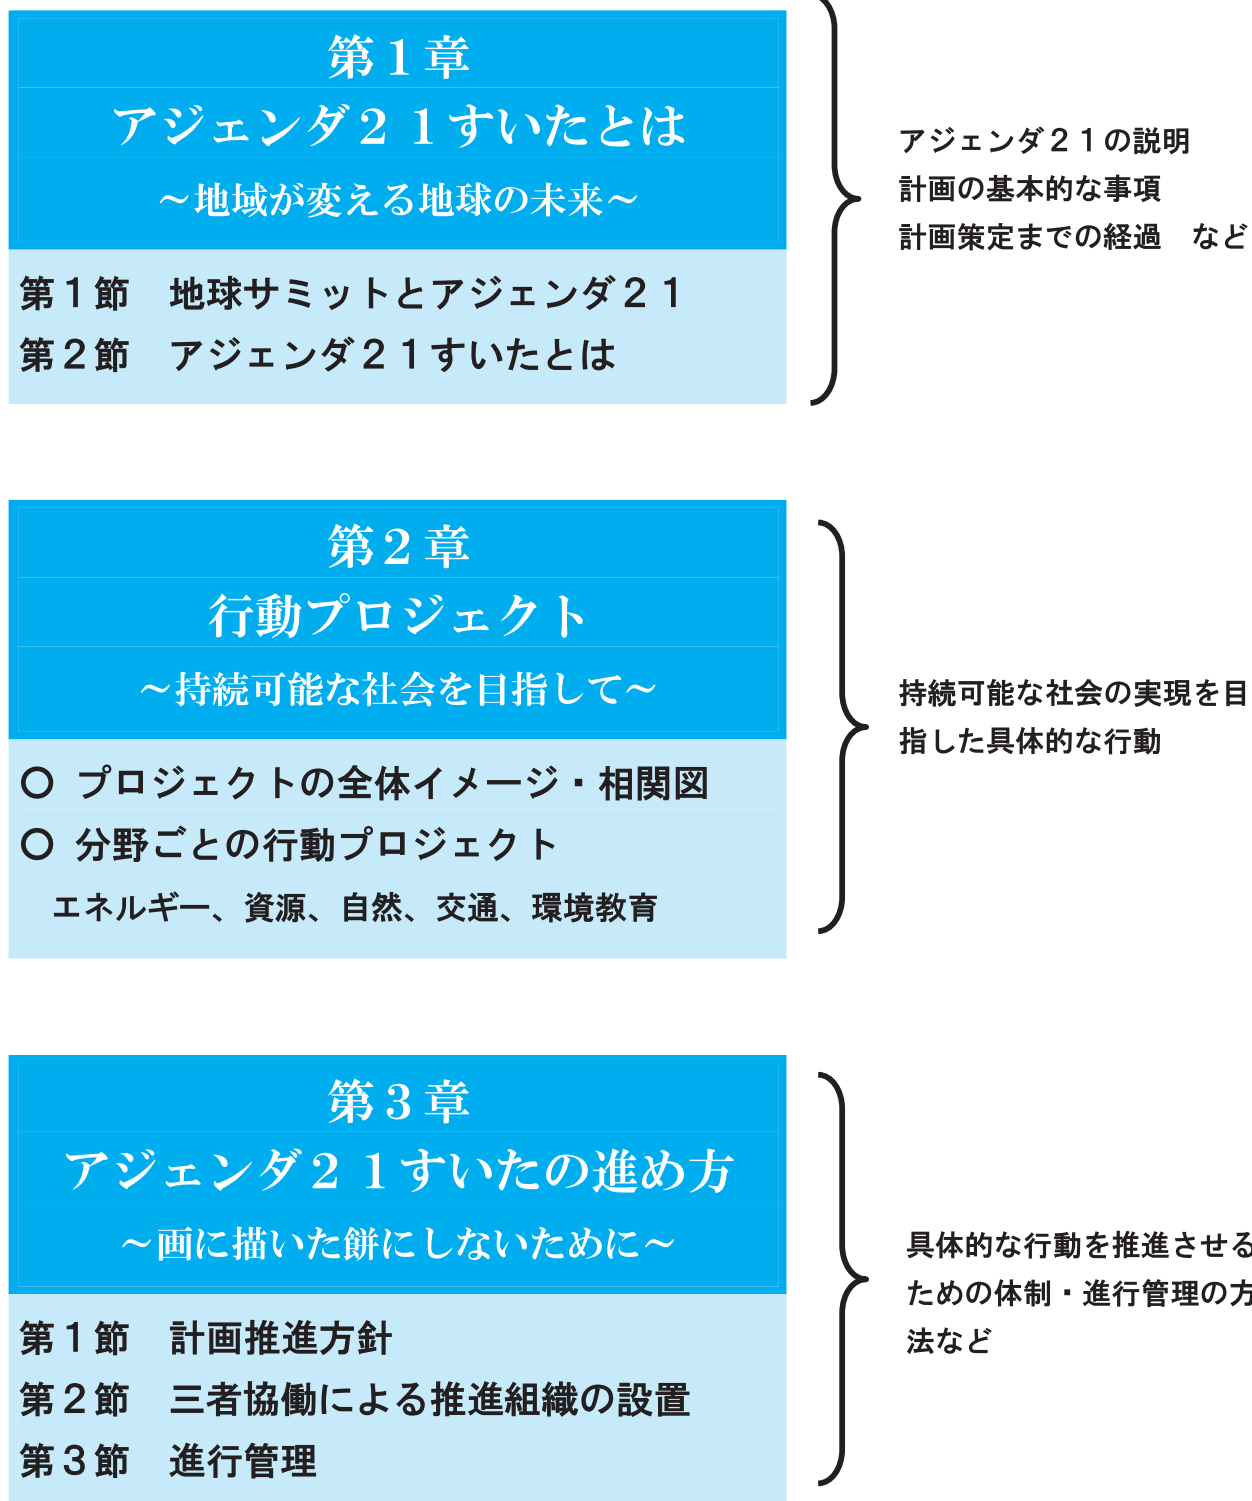 第１章
アジェンダ２１すいたとは
～地域が変える地球の未来～
第１節　地球サミットとアジェンダ２１
第２節　アジェンダ２１すいたとは
アジェンダ２１の説明
計画の基本的な事項
計画策定までの経過　など
第２章
行動プロジェクト
～持続可能な社会を目指して～
○ プロジェクトの全体イメージ・相関図
○ 分野ごとの行動プロジェクト
エネルギー、資源、自然、交通、環境教育
持続可能な社会の実現を目
指した具体的な行動
第３章
アジェンダ２１すいたの進め方
～画に描いた餅にしないために～
第１節　計画推進方針
第２節　三者協働による推進組織の設置
第３節　進行管理
具体的な行動を推進させる
ための体制・進行管理の方
法など